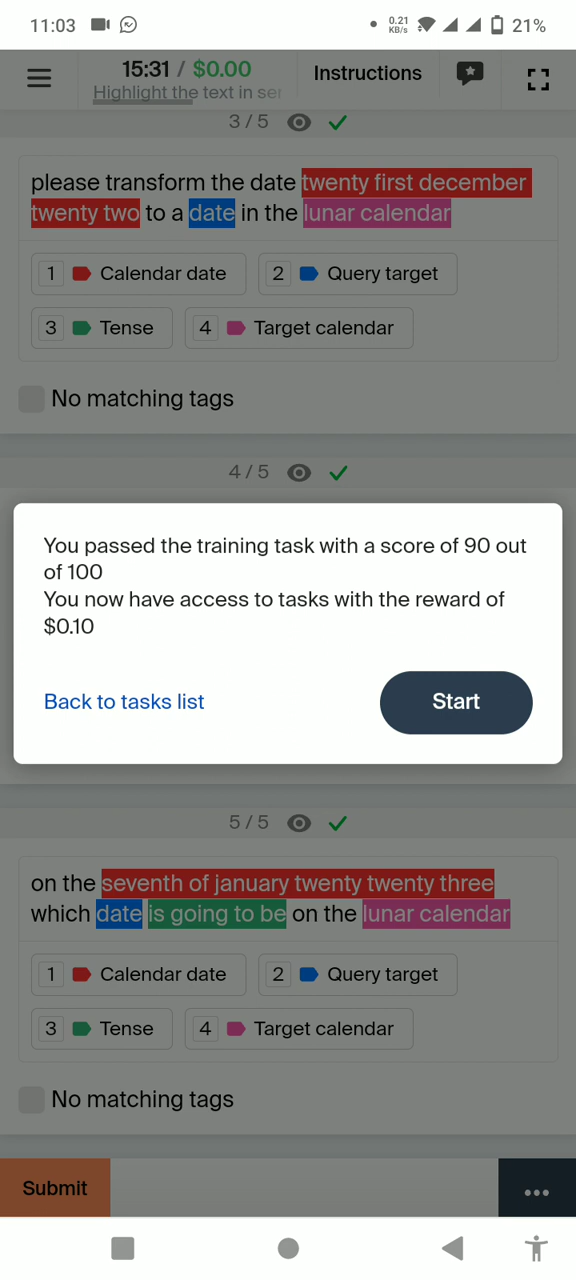 11:03
0.21
KB/s
21%
15:31 / $0.00
Instructions
Highlight the text in ser
3 / 5
please transform the date twenty first december
twenty two to a date in the lunar calendar
1 Calendar date
2 Query target
3 Tense
4 Target calendar
No matching tags
4 / 5
You passed the training task with a score of 90 out
of 100
You now have access to tasks with the reward of
$0.10
Back to tasks list
Start
5 / 5
on the seventh of january twenty twenty three
which date is going to be on the lunar calendar
1 Calendar date
2 Query target
3 Tense
4 Target calendar
No matching tags
Submit